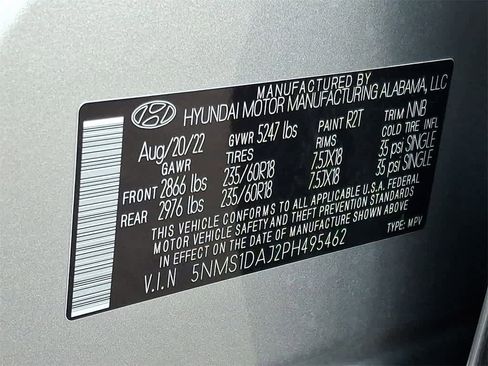 MANUFACTURED BY
HYUNDAI MOTOR MANUFACTURING ALABAMA, LLC
Aug/20/22 GVWR 5247 lbs PAINT R2T TRIM NNB
GAWR TIRES RIMS COLD TIRE INFL
FRONT 2866 lbs 235/60R18 7.5JX18 35 psi SINGLE
REAR 2976 lbs 235/60R18 7.5JX18 35 psi SINGLE
THIS VEHICLE CONFORMS TO ALL APPLICABLE U.S.A. FEDERAL
MOTOR VEHICLE SAFETY AND THEFT PREVENTION STANDARDS
IN EFFECT ON THE DATE OF MANUFACTURE SHOWN ABOVE.
V.I.N 5NMS1DAJ2PH495462 TYPE: MPV